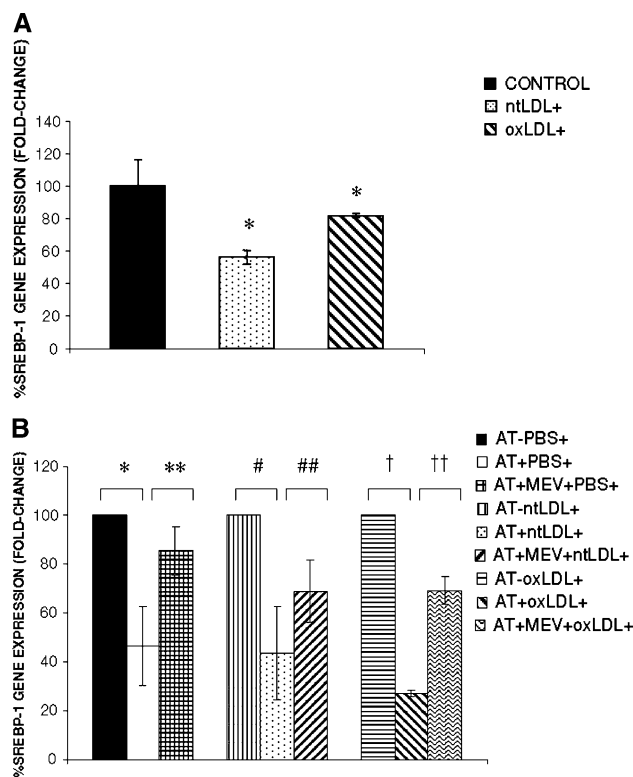 A
%SREBP-1 GENE EXPRESSION (FOLD-CHANGE)
140
120
100
80
60
40
20
0
*
*
CONTROL
ntLDL+
oxLDL+
B
%SREBP-1 GENE EXPRESSION (FOLD-CHANGE)
120
100
80
60
40
20
0
* ** # ## † ††
AT-PBS+
AT+PBS+
AT+MEV+PBS+
AT-ntLDL+
AT+ntLDL+
AT+MEV+ntLDL+
AT-oxLDL+
AT+oxLDL+
AT+MEV+oxLDL+